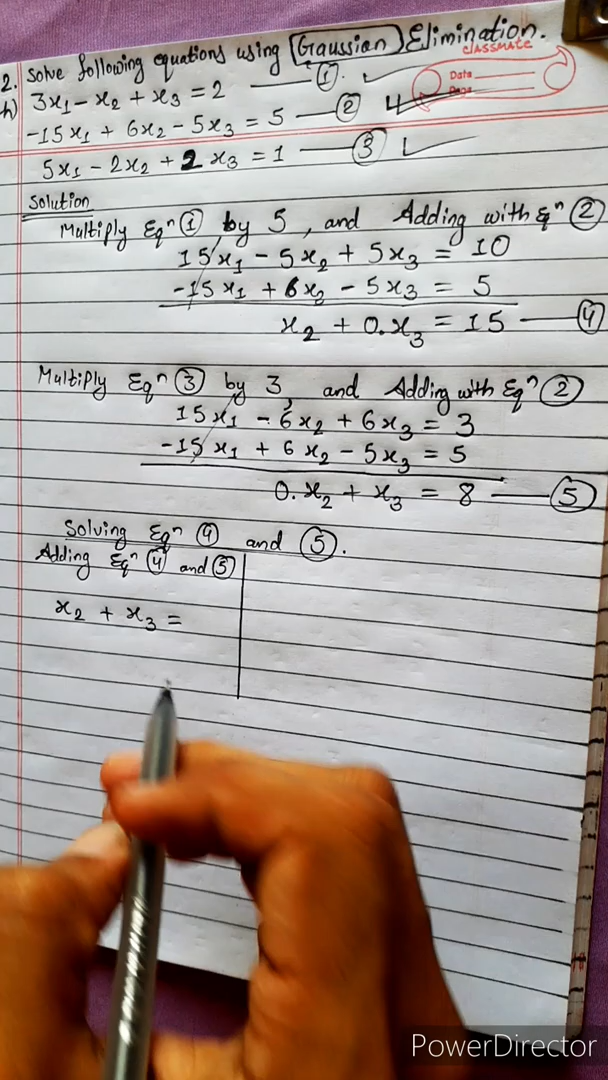 2. Solve following equations using (Gaussian) Elimination.
CLASSMATE
Date
Page
h) 3x₁ - x₂ + x₃ = 2 —— ①
-15x₁ + 6x₂ - 5x₃ = 5 —— ②
5x₁ - 2x₂ + 2x₃ = 1 —— ③
Solution
Multiply Eqⁿ ① by 5, and Adding with Eqⁿ ②
15x₁ - 5x₂ + 5x₃ = 10
-15x₁ + 6x₂ - 5x₃ = 5
x₂ + 0.x₃ = 15 —— ④
Multiply Eqⁿ ③ by 3, and Adding with Eqⁿ ②
15x₁ - 6x₂ + 6x₃ = 3
-15x₁ + 6x₂ - 5x₃ = 5
0.x₂ + x₃ = 8 —— ⑤
Solving Eqⁿ ④ and ⑤.
Adding Eqⁿ ④ and ⑤
x₂ + x₃ =
PowerDirector